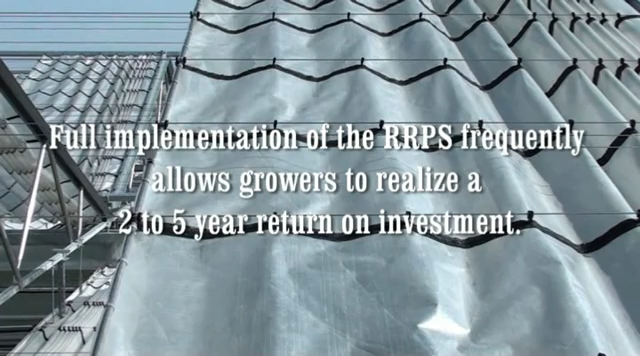 Full implementation of the RRPS frequently
allows growers to realize a
2 to 5 year return on investment.